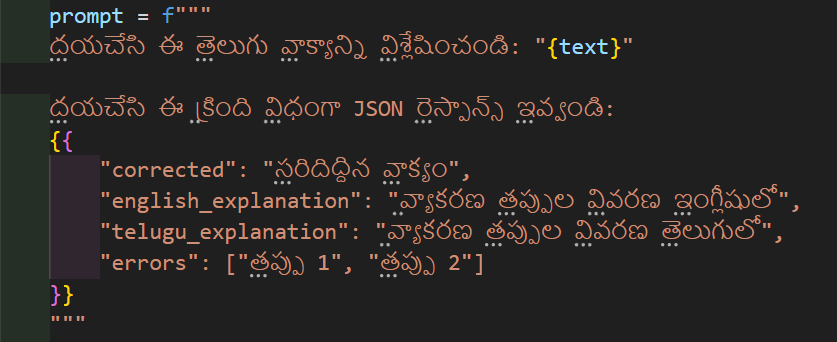 prompt = f"""
దయచేసి ఈ తెలుగు వాక్యాన్ని విశ్లేషించండి: "{text}"
దయచేసి ఈ క్రింది విధంగా JSON రెస్పాన్స్ ఇవ్వండి:
{{
"corrected": "సరిదిద్దిన వాక్యం",
"english_explanation": "వ్యాకరణ తప్పుల వివరణ ఇంగ్లీషులో",
"telugu_explanation": "వ్యాకరణ తప్పుల వివరణ తెలుగులో",
"errors": ["తప్పు 1", "తప్పు 2"]
}}
"""